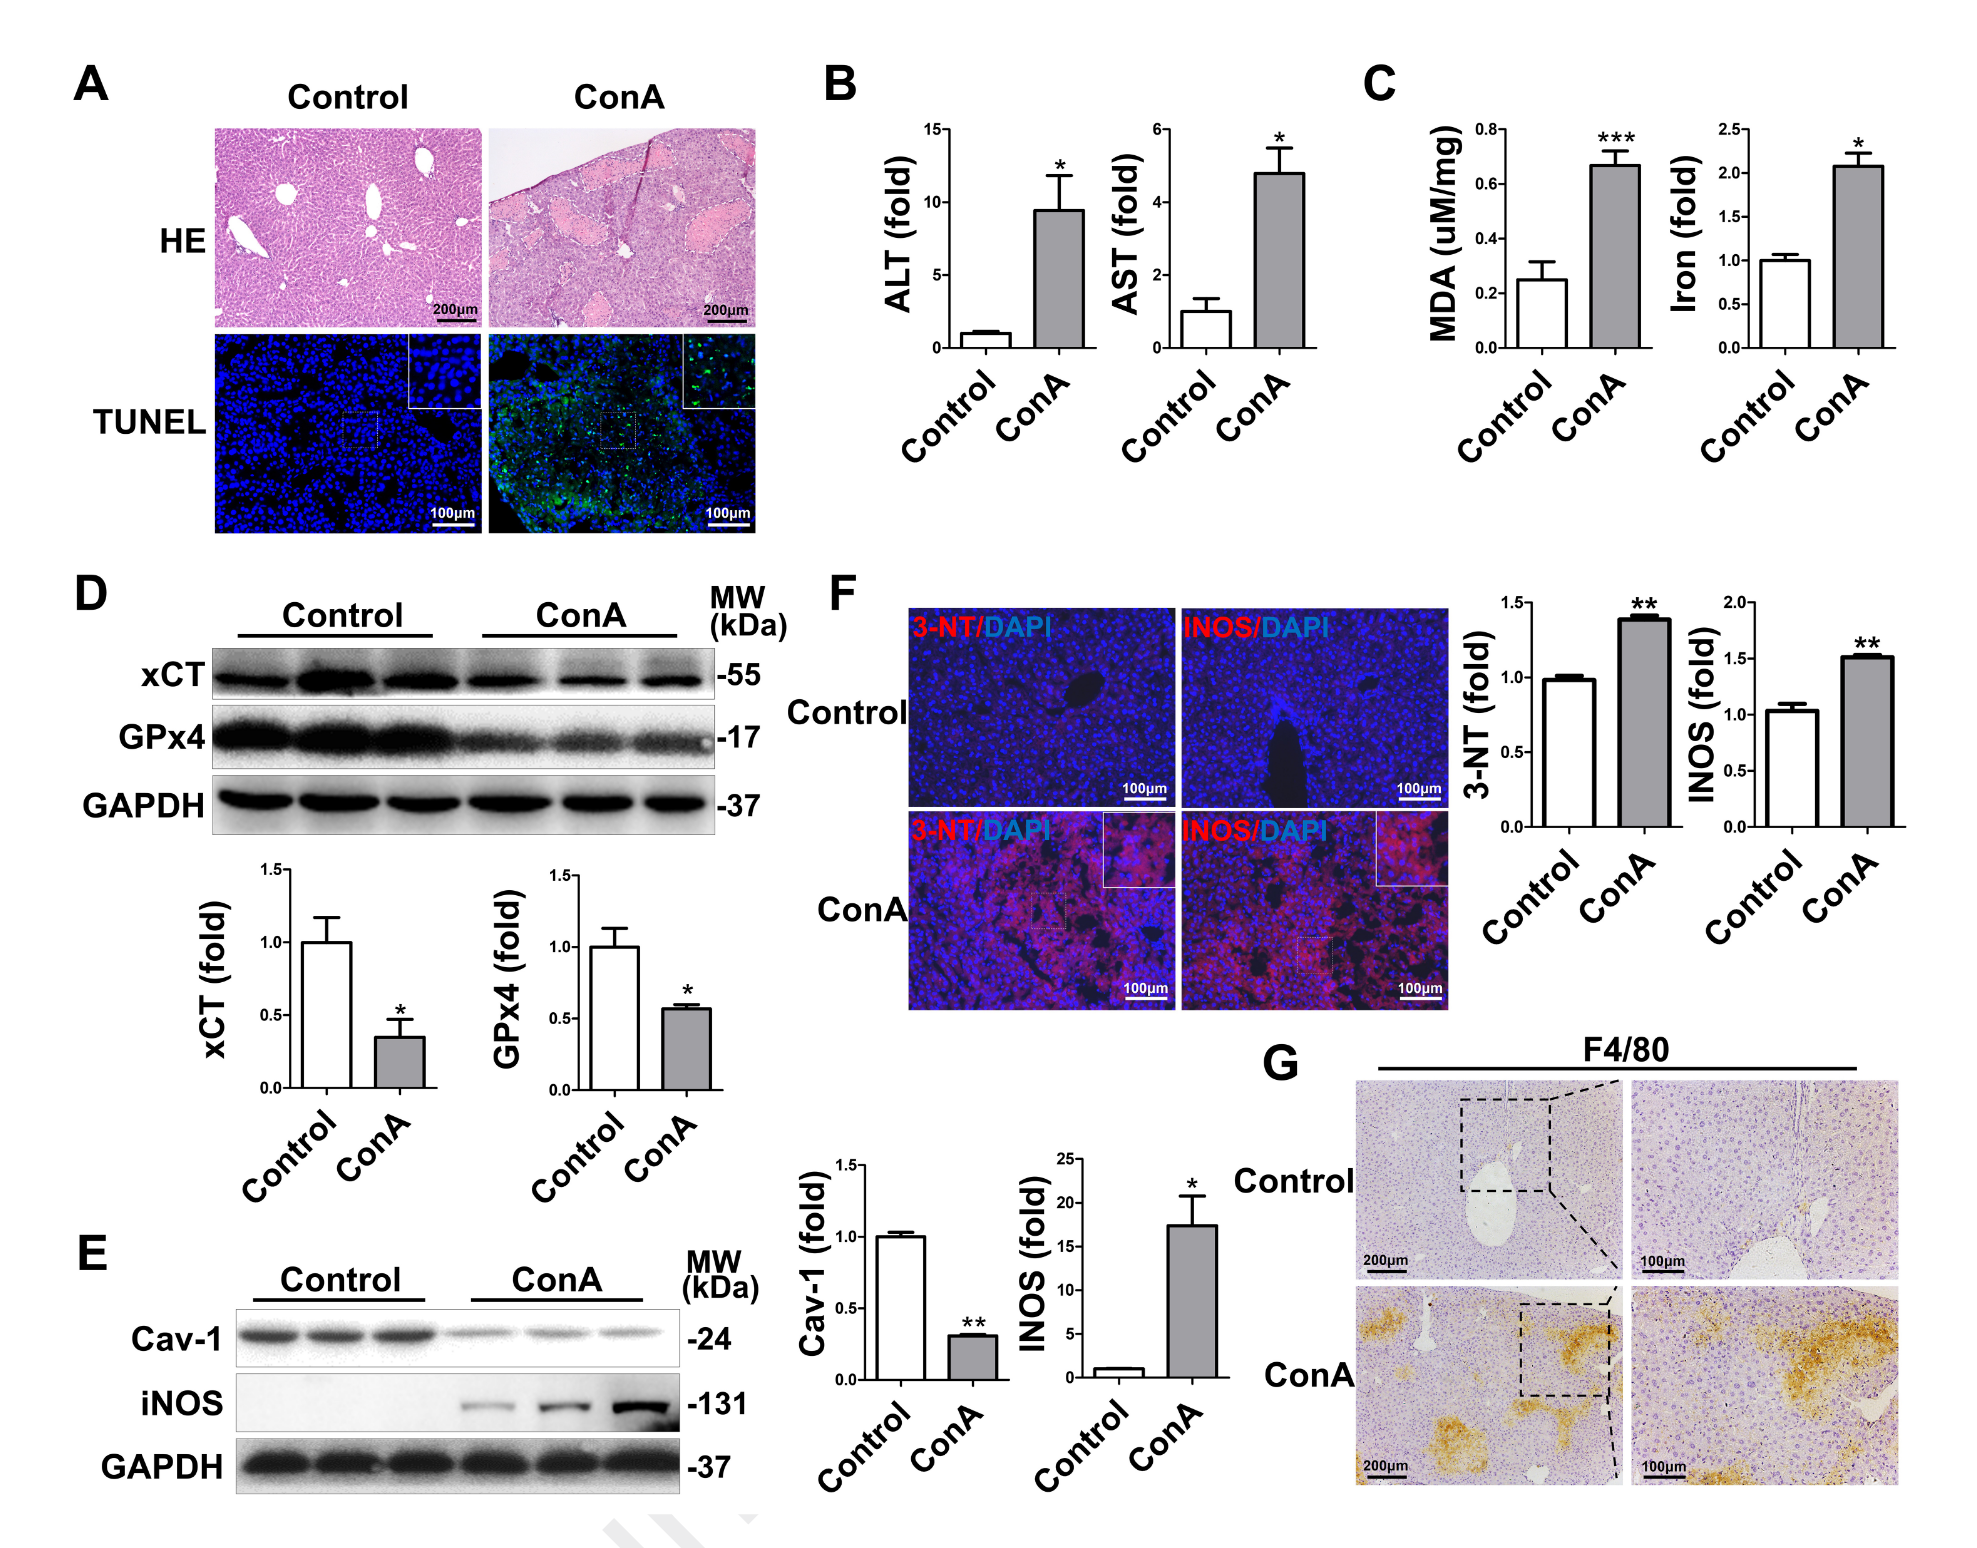 A
Control
ConA
HE
200μm
200μm
TUNEL
100μm
100μm
B
ALT (fold)
15
10
5
0
*
Control
ConA
AST (fold)
6
4
2
0
*
Control
ConA
C
MDA (uM/mg)
0.8
0.6
0.4
0.2
0.0
***
Control
ConA
Iron (fold)
2.5
2.0
1.5
1.0
0.5
0.0
*
Control
ConA
D
Control
ConA
MW
(kDa)
xCT
-55
GPx4
-17
GAPDH
-37
xCT (fold)
1.5
1.0
0.5
0.0
*
Control
ConA
GPx4 (fold)
1.5
1.0
0.5
0.0
*
Control
ConA
E
Control
ConA
MW
(kDa)
Cav-1
-24
iNOS
-131
GAPDH
-37
Cav-1 (fold)
1.5
1.0
0.5
0.0
**
Control
ConA
INOS (fold)
25
20
15
10
5
0
*
Control
ConA
F
3-NT/DAPI
INOS/DAPI
Control
100μm
100μm
3-NT/DAPI
INOS/DAPI
ConA
100μm
100μm
3-NT (fold)
1.5
1.0
0.5
0.0
**
Control
ConA
INOS (fold)
2.0
1.5
1.0
0.5
0.0
**
Control
ConA
G
F4/80
Control
200μm
100μm
ConA
200μm
100μm